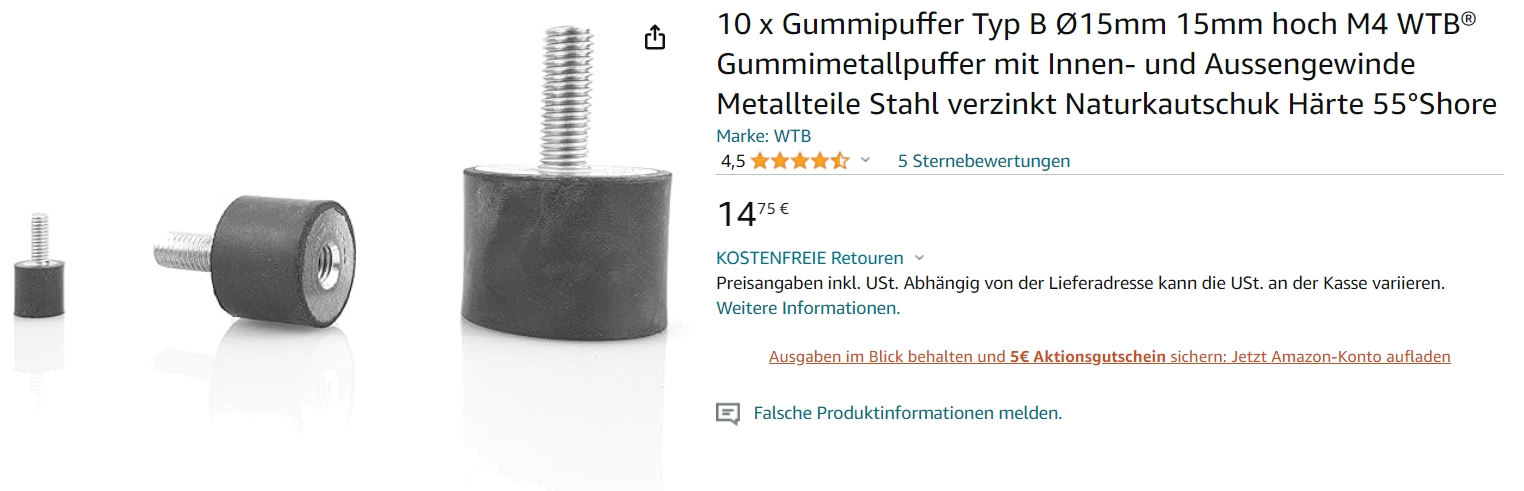 10 x Gummipuffer Typ B Ø15mm 15mm hoch M4 WTB®
Gummimetallpuffer mit Innen- und Aussengewinde
Metallteile Stahl verzinkt Naturkautschuk Härte 55°Shore
Marke: WTB
4,5 5 Sternebewertungen
14 75 €
KOSTENFREIE Retouren
Preisangaben inkl. USt. Abhängig von der Lieferadresse kann die USt. an der Kasse variieren.
Weitere Informationen.
Ausgaben im Blick behalten und 5€ Aktionsgutschein sichern: Jetzt Amazon-Konto aufladen
Falsche Produktinformationen melden.